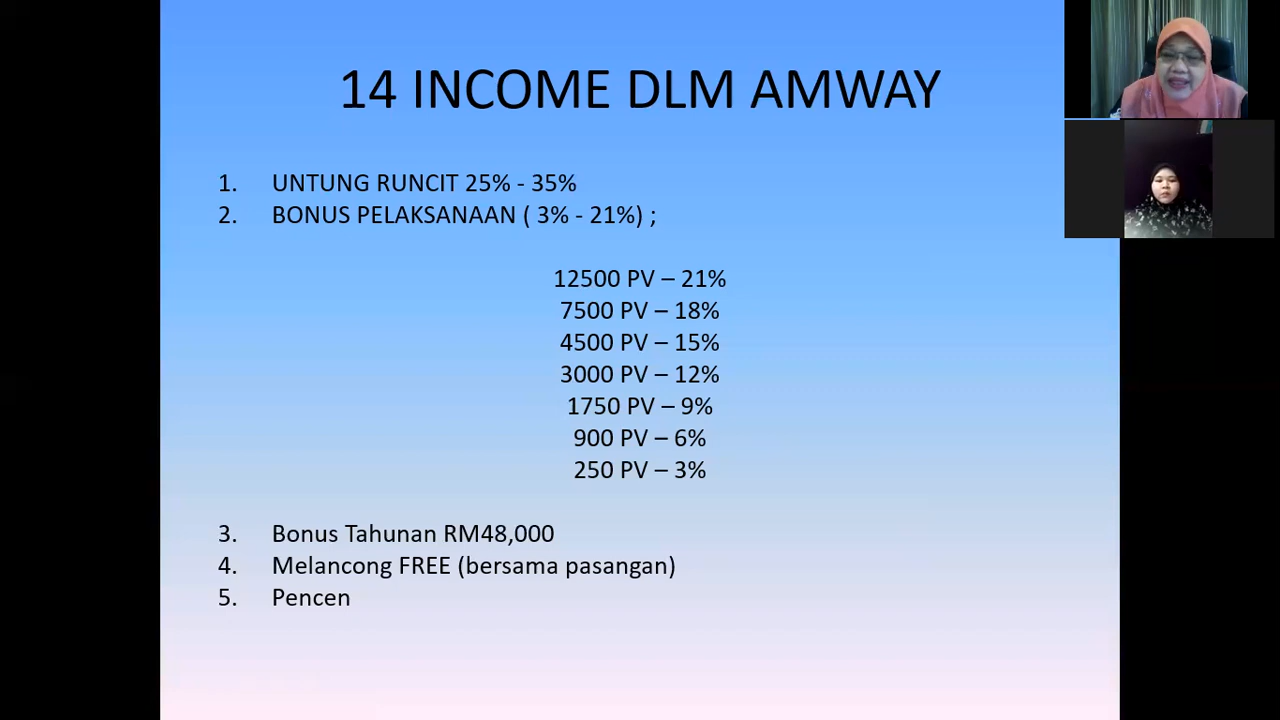 14 INCOME DLM AMWAY
1. UNTUNG RUNCIT 25% - 35%
2. BONUS PELAKSANAAN ( 3% - 21%) ;
12500 PV – 21%
7500 PV – 18%
4500 PV – 15%
3000 PV – 12%
1750 PV – 9%
900 PV – 6%
250 PV – 3%
3. Bonus Tahunan RM48,000
4. Melancong FREE (bersama pasangan)
5. Pencen